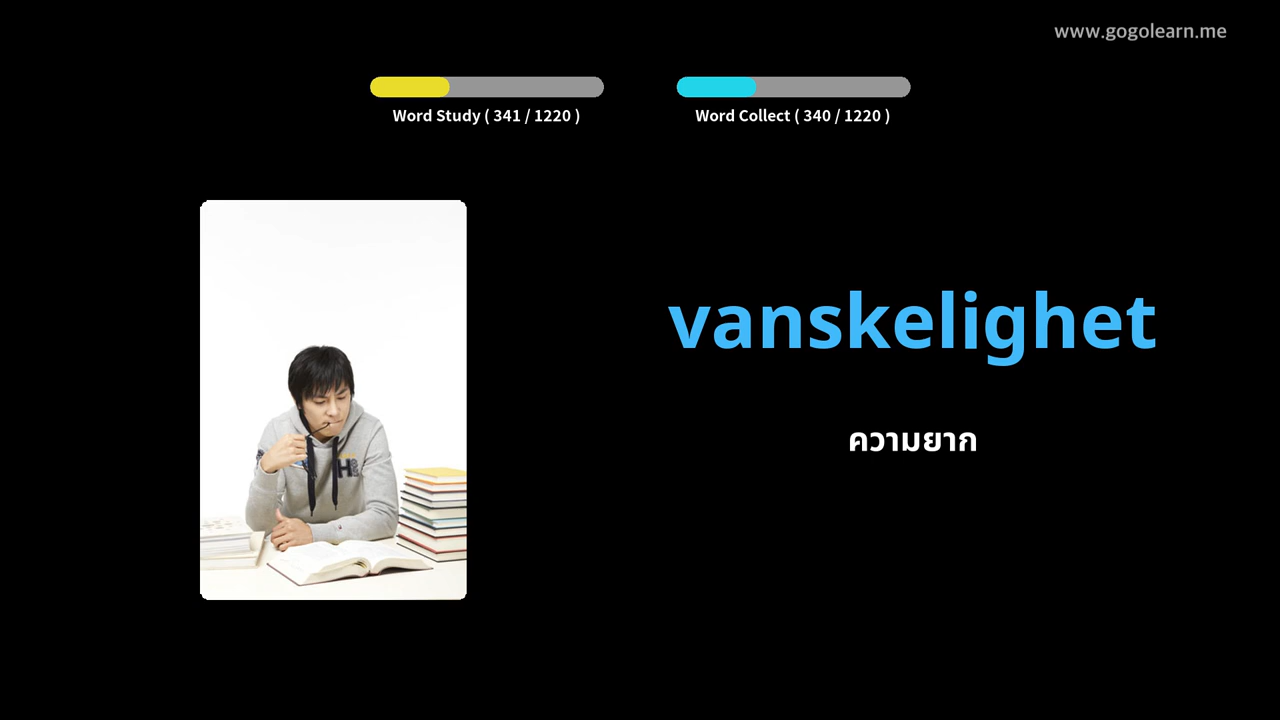 www.gogolearn.me
Word Study ( 341 / 1220 )
Word Collect ( 340 / 1220 )
vanskelighet
ความยาก
H